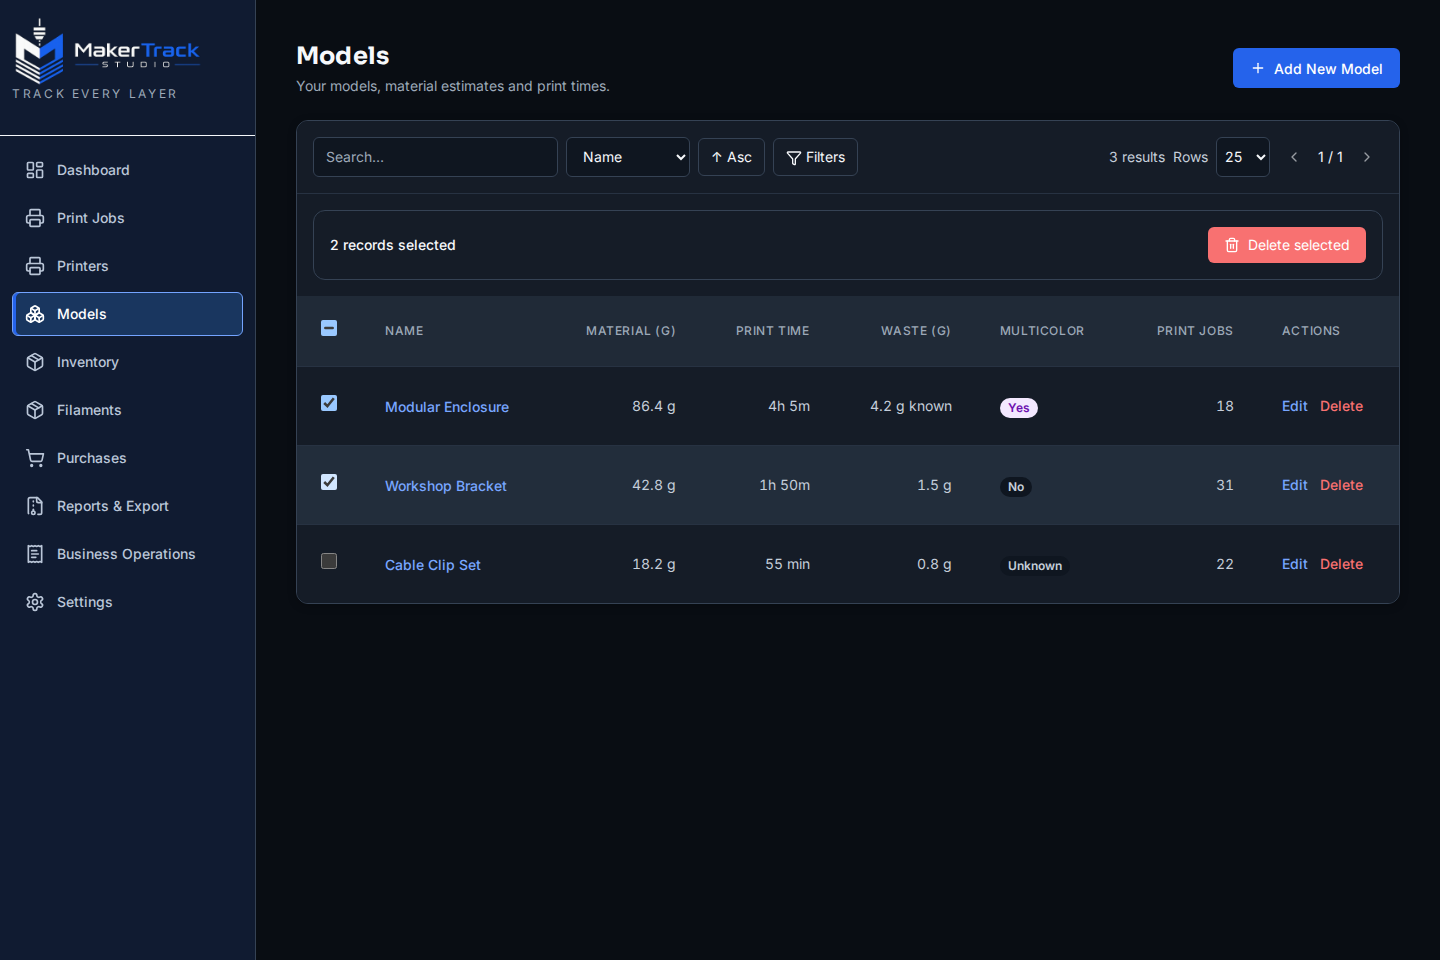 MakerTrack
STUDIO
TRACK EVERY LAYER
Dashboard
Print Jobs
Printers
Models
Inventory
Filaments
Purchases
Reports & Export
Business Operations
Settings
Models
Your models, material estimates and print times.
+ Add New Model
Search... Name ↑ Asc Filters 3 results Rows 25 1 / 1
2 records selected Delete selected
NAME MATERIAL (G) PRINT TIME WASTE (G) MULTICOLOR PRINT JOBS ACTIONS
Modular Enclosure 86.4 g 4h 5m 4.2 g known Yes 18 Edit Delete
Workshop Bracket 42.8 g 1h 50m 1.5 g No 31 Edit Delete
Cable Clip Set 18.2 g 55 min 0.8 g Unknown 22 Edit Delete